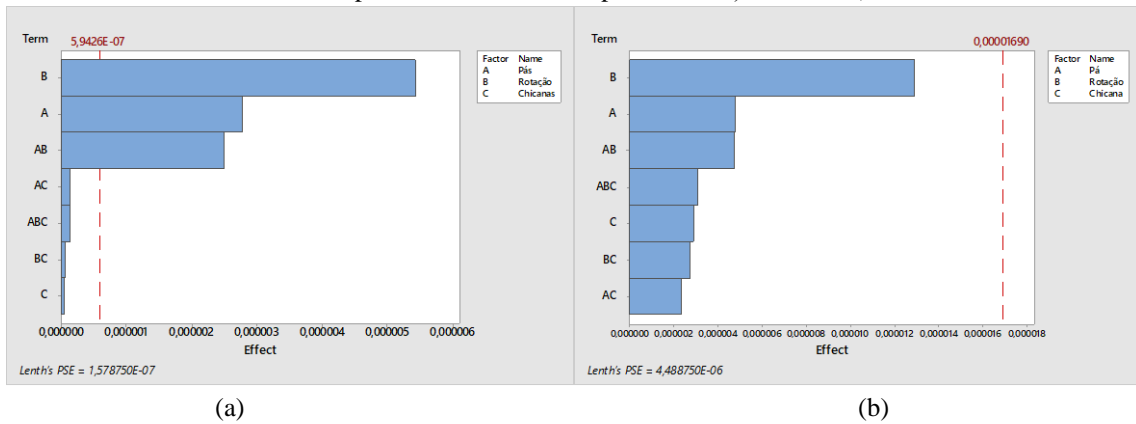 Term
5,9426E-07
Factor Name
A Pás
B Rotação
C Chicanas
B
A
AB
AC
ABC
BC
C
0,000000 0,000001 0,000002 0,000003 0,000004 0,000005 0,000006
Effect
Lenth's PSE = 1,578750E-07
(a)
Term
0,00001690
Factor Name
A Pá
B Rotação
C Chicana
B
A
AB
ABC
C
BC
AC
0,000000 0,000002 0,000004 0,000006 0,000008 0,000010 0,000012 0,000014 0,000016 0,000018
Effect
Lenth's PSE = 4,488750E-06
(b)